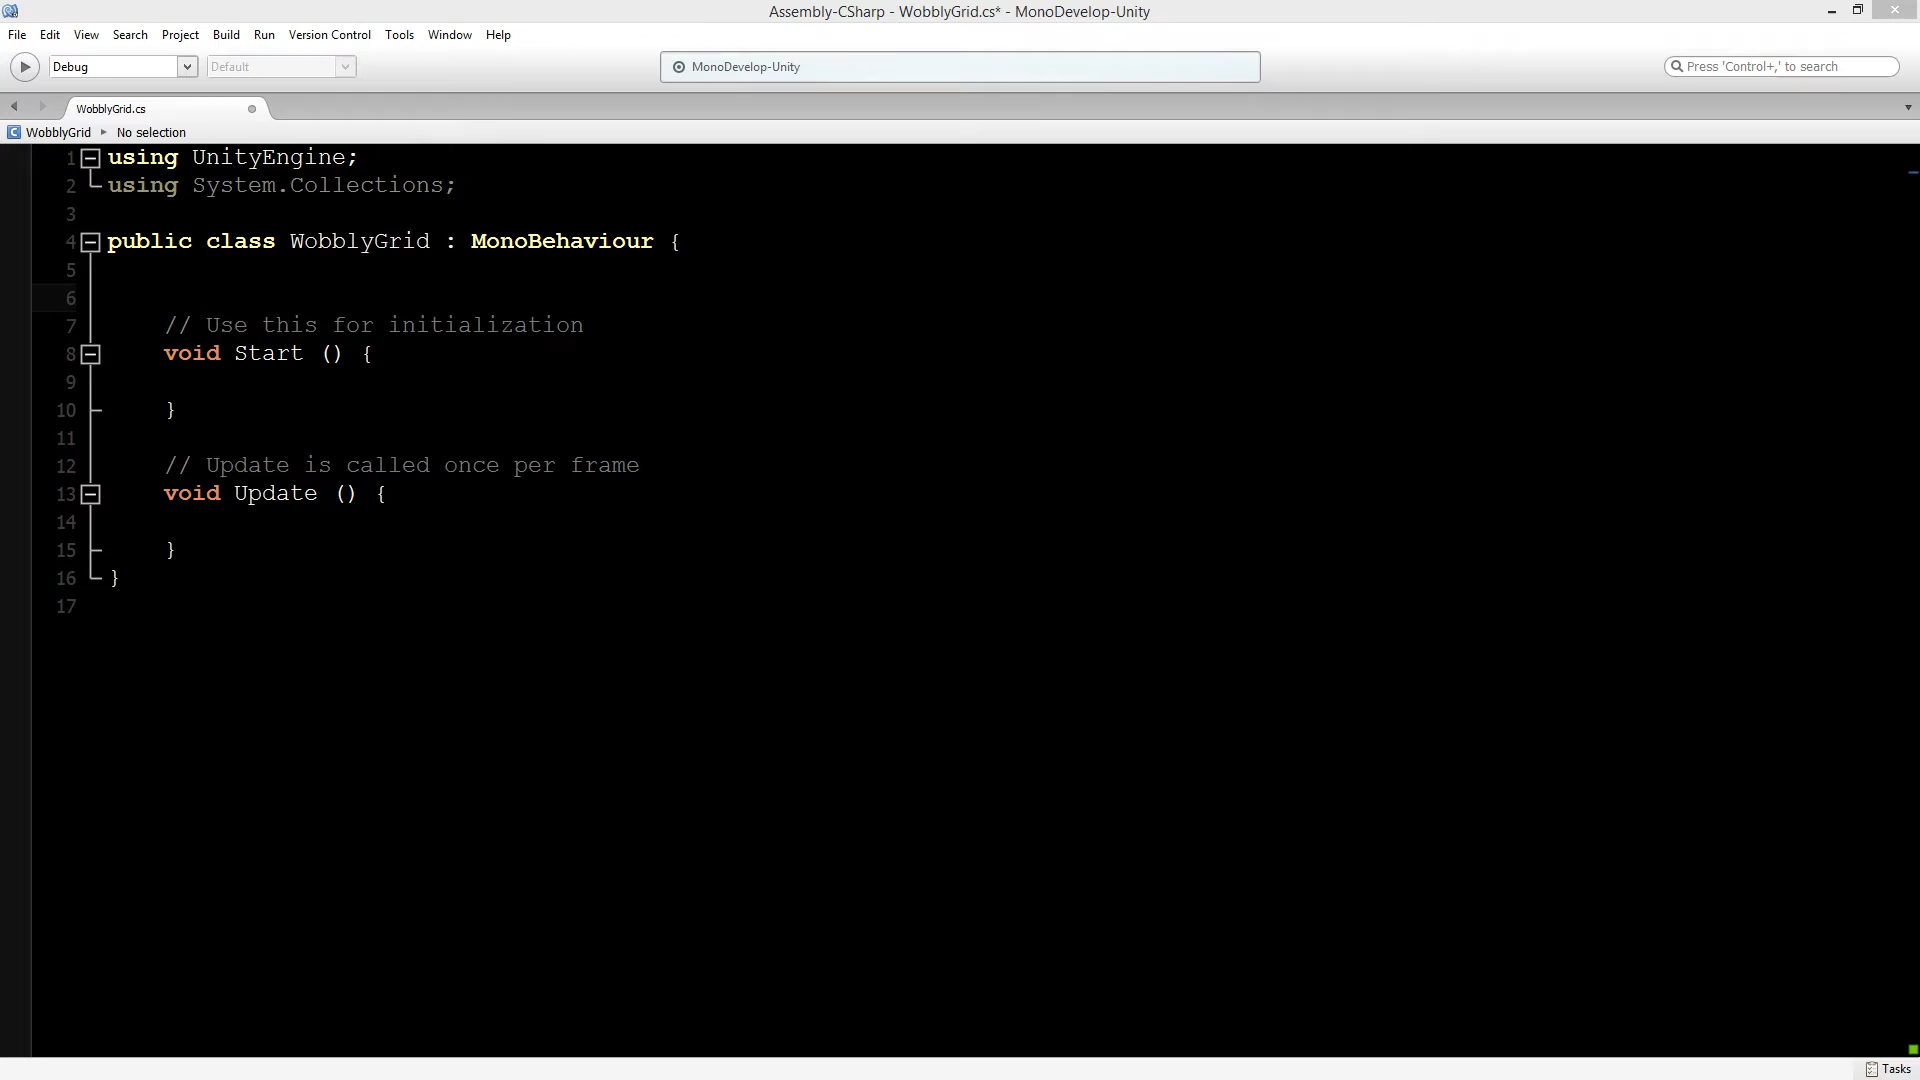 Assembly-CSharp - WobblyGrid.cs* - MonoDevelop-Unity
File Edit View Search Project Build Run Version Control Tools Window Help
Debug Default MonoDevelop-Unity Press 'Control+,' to search
WobblyGrid.cs
WobblyGrid No selection
1 using UnityEngine;
2 using System.Collections;
3
4 public class WobblyGrid : MonoBehaviour {
5
6
7 // Use this for initialization
8 void Start () {
9
10 }
11
12 // Update is called once per frame
13 void Update () {
14
15 }
16 }
17
Tasks